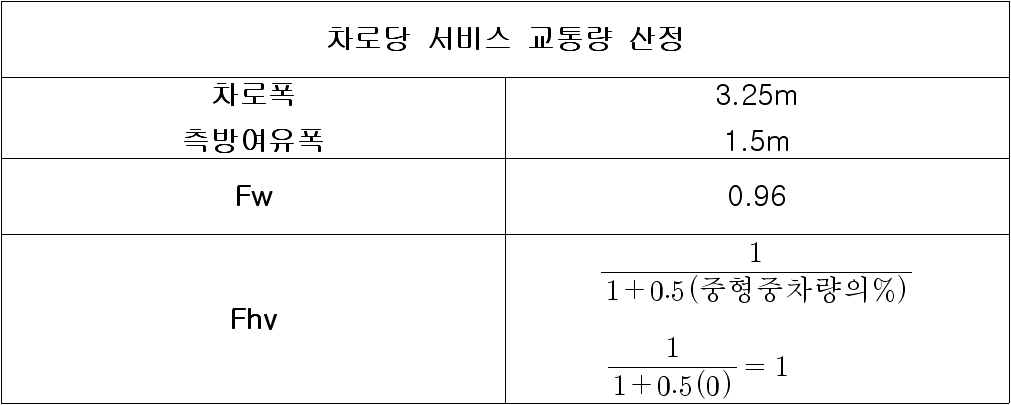 차로당 서비스 교통량 산정
차로폭 3.25m
측방여유폭 1.5m
Fw 0.96
1
1+0.5(중형중차량의%)
Fhv
1
1+0.5(0) = 1